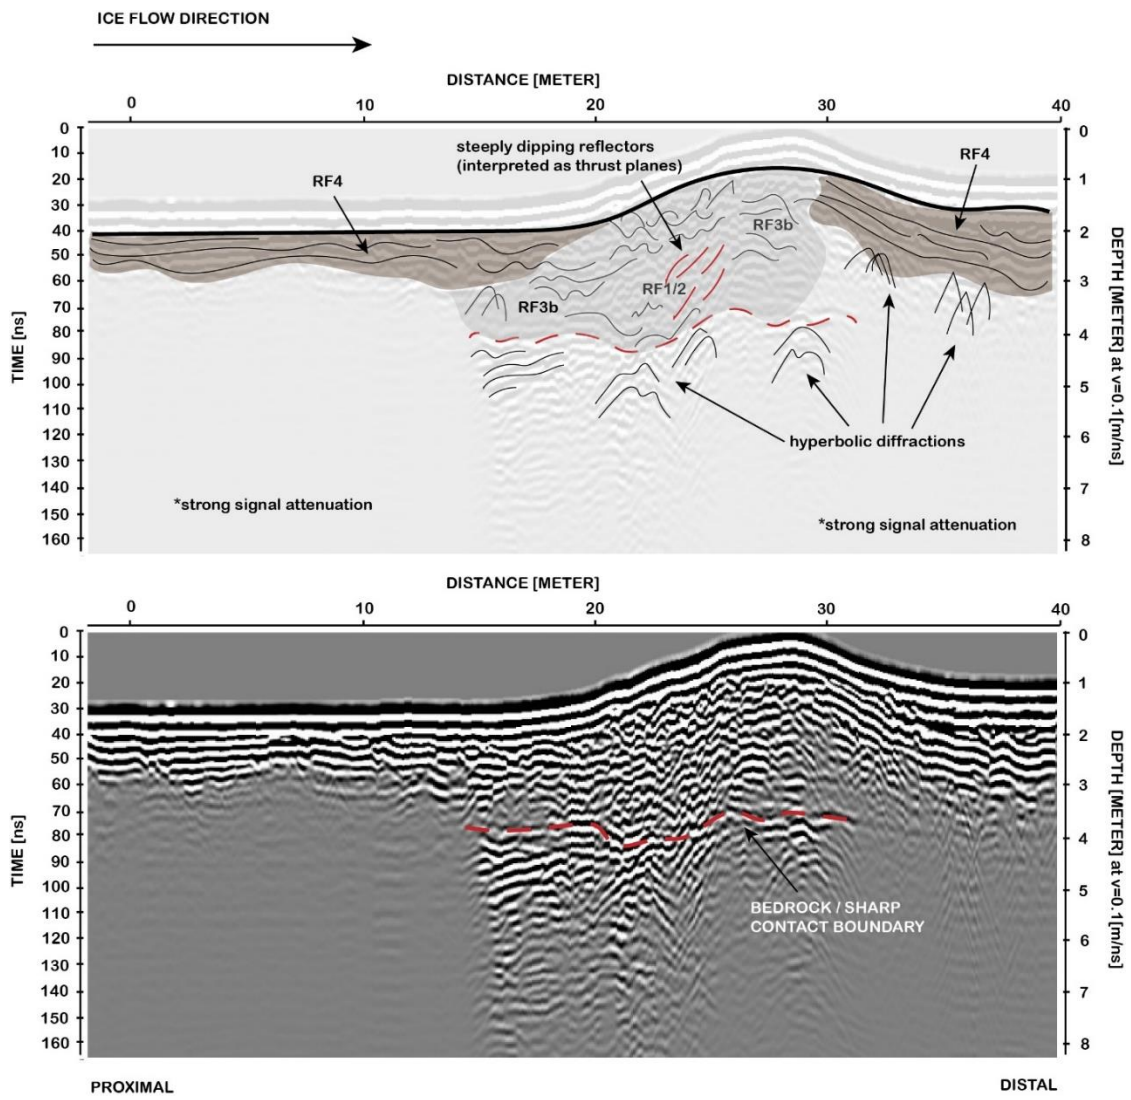 ICE FLOW DIRECTION
DISTANCE [METER]
0 10 20 30 40
steeply dipping reflectors
(interpreted as thrust planes)
RF4
RF4
RF3b
RF1/2
RF3b
hyperbolic diffractions
*strong signal attenuation
*strong signal attenuation
TIME [ns]
0
10
20
30
40
50
60
70
80
90
100
110
120
130
140
150
160
DEPTH [METER] at v=0.1[m/ns]
0
1
2
3
4
5
6
7
8
DISTANCE [METER]
0 10 20 30 40
TIME [ns]
0
10
20
30
40
50
60
70
80
90
100
110
120
130
140
150
160
DEPTH [METER] at v=0.1[m/ns]
0
1
2
3
4
5
6
7
8
BEDROCK / SHARP
CONTACT BOUNDARY
PROXIMAL
DISTAL